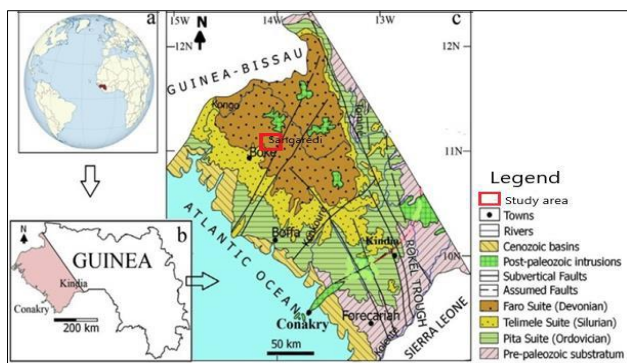 a
b
N
GUINEA
Kindia
Conakry
200 km
c
15W
14W
13W
12N
12N
N
GUINEA-BISSAU
Kongo
Sangaredi
Boke
11N
11N
ATLANTIC OCEAN
Boffa
Kindia
10N
ROKEL TROUGH
Conakry
Forecariah
SIERRA LEONE
50 km
Legend
Study area
Towns
Rivers
Cenozoic basins
Post-paleozoic intrusions
Subvertical Faults
Assumed Faults
Faro Suite (Devonian)
Telimele Suite (Silurian)
Pita Suite (Ordovician)
Pre-paleozoic substratum